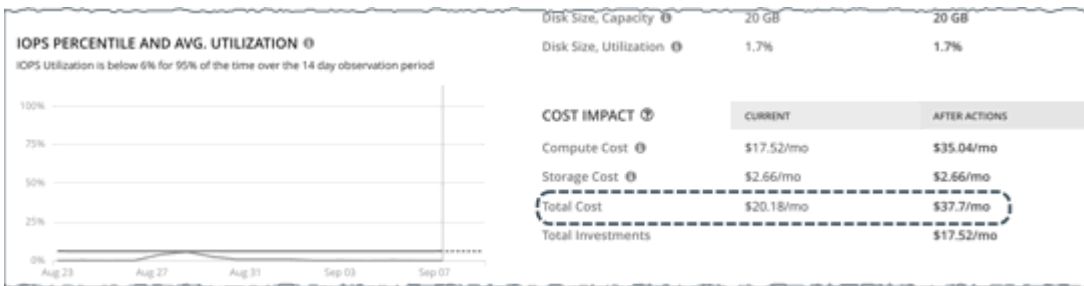 Disk Size, Capacity 20 GB 20 GB
IOPS PERCENTILE AND AVG. UTILIZATION
IOPS Utilization is below 6% for 95% of the time over the 14 day observation period
Disk Size, Utilization 1.7% 1.7%
100%
75%
50%
25%
0%
Aug 23 Aug 27 Aug 31 Sep 03 Sep 07
COST IMPACT CURRENT AFTER ACTIONS
Compute Cost $17.52/mo $35.04/mo
Storage Cost $2.66/mo $2.66/mo
Total Cost $20.18/mo $37.7/mo
Total Investments $17.52/mo